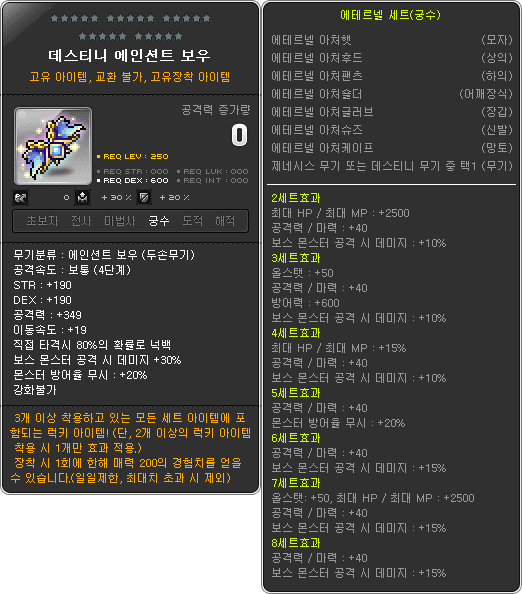 데스티니 에인션트 보우
고유 아이템, 교환 불가, 고유장착 아이템
공격력 증가량
0
REQ LEV : 250
REQ STR : 000
REQ LUK : 000
REQ DEX : 600
REQ INT : 000
0
+ 30 %
+ 20 %
초보자 전사 마법사 궁수 도적 해적
무기분류 : 에인션트 보우 (두손무기)
공격속도 : 보통 (4단계)
STR : +190
DEX : +190
공격력 : +349
이동속도 : +19
직접 타격시 80%의 확률로 넉백
보스 몬스터 공격 시 데미지 +30%
몬스터 방어율 무시 : +20%
강화불가
3개 이상 착용하고 있는 모든 세트 아이템에 포
함되는 럭키 아이템! (단, 2개 이상의 럭키 아이템
착용 시 1개만 효과 적용.)
장착 시 1회에 한해 매력 200의 경험치를 얻을
수 있습니다.(일일제한, 최대치 초과 시 제외)
에테르넬 세트(궁수)
에테르넬 아처햇 (모자)
에테르넬 아처후드 (상의)
에테르넬 아처팬츠 (하의)
에테르넬 아처숄더 (어깨장식)
에테르넬 아처글러브 (장갑)
에테르넬 아처슈즈 (신발)
에테르넬 아처케이프 (망토)
제네시스 무기 또는 데스티니 무기 중 택1 (무기)
2세트효과
최대 HP / 최대 MP : +2500
공격력 / 마력 : +40
보스 몬스터 공격 시 데미지 : +10%
3세트효과
올스탯 : +50
공격력 / 마력 : +40
방어력 : +600
보스 몬스터 공격 시 데미지 : +10%
4세트효과
최대 HP / 최대 MP : +15%
공격력 / 마력 : +40
보스 몬스터 공격 시 데미지 : +10%
5세트효과
공격력 / 마력 : +40
몬스터 방어율 무시 : +20%
6세트효과
공격력 / 마력 : +40
보스 몬스터 공격 시 데미지 : +15%
7세트효과
올스탯: +50, 최대 HP / 최대 MP : +2500
공격력 / 마력 : +40
보스 몬스터 공격 시 데미지 : +15%
8세트효과
공격력 / 마력 : +40
보스 몬스터 공격 시 데미지 : +15%